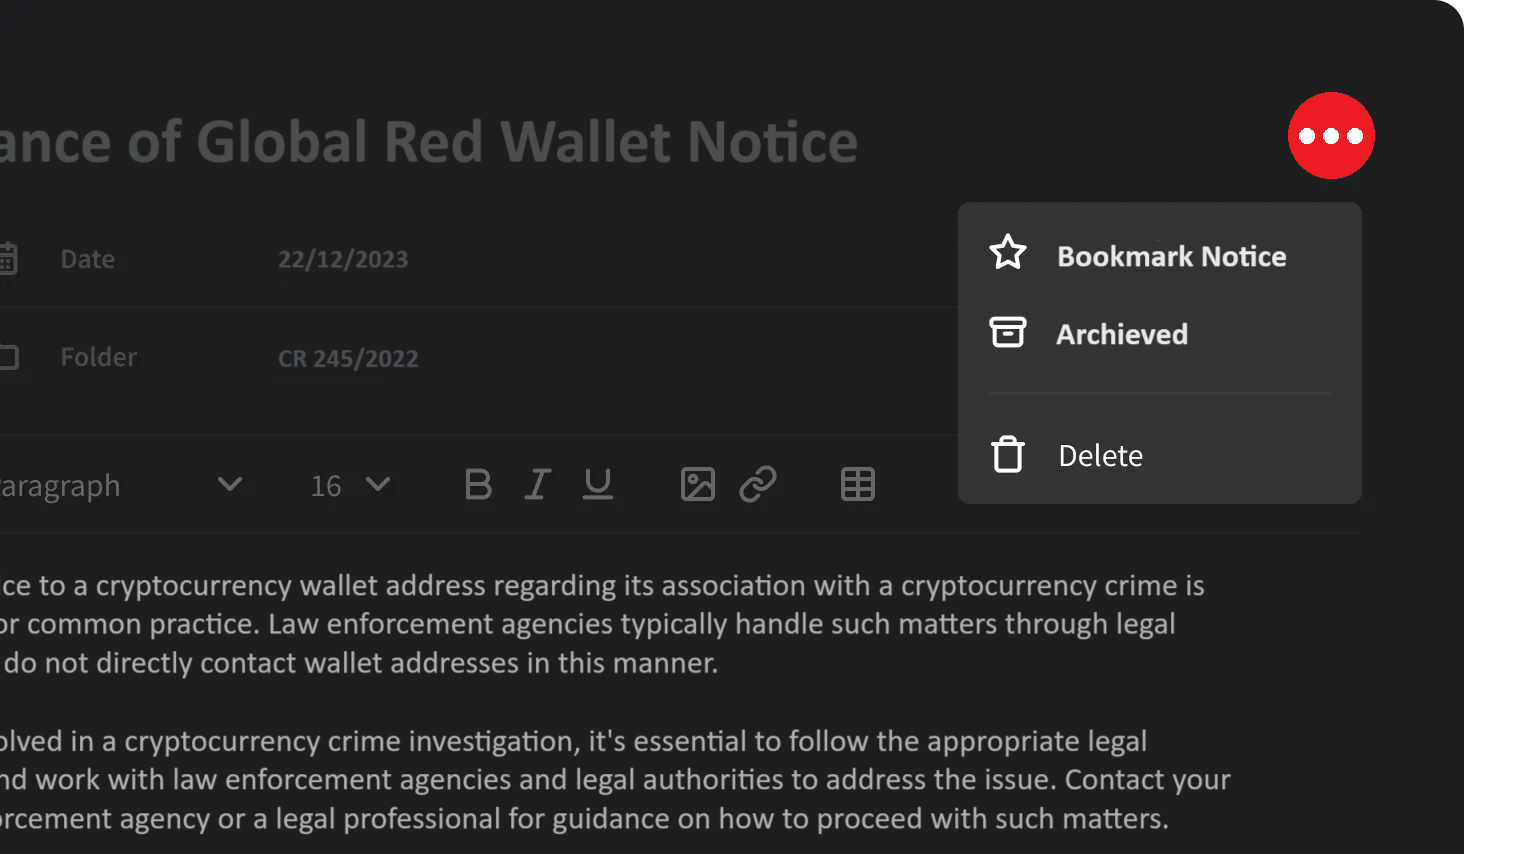 ance of Global Red Wallet Notice
Date 22/12/2023
Folder CR 245/2022
Bookmark Notice
Archieved
Delete
aragraph 16 B I U
ice to a cryptocurrency wallet address regarding its association with a cryptocurrency crime is
or common practice. Law enforcement agencies typically handle such matters through legal
do not directly contact wallet addresses in this manner.
olved in a cryptocurrency crime investigation, it's essential to follow the appropriate legal
nd work with law enforcement agencies and legal authorities to address the issue. Contact your
orcement agency or a legal professional for guidance on how to proceed with such matters.